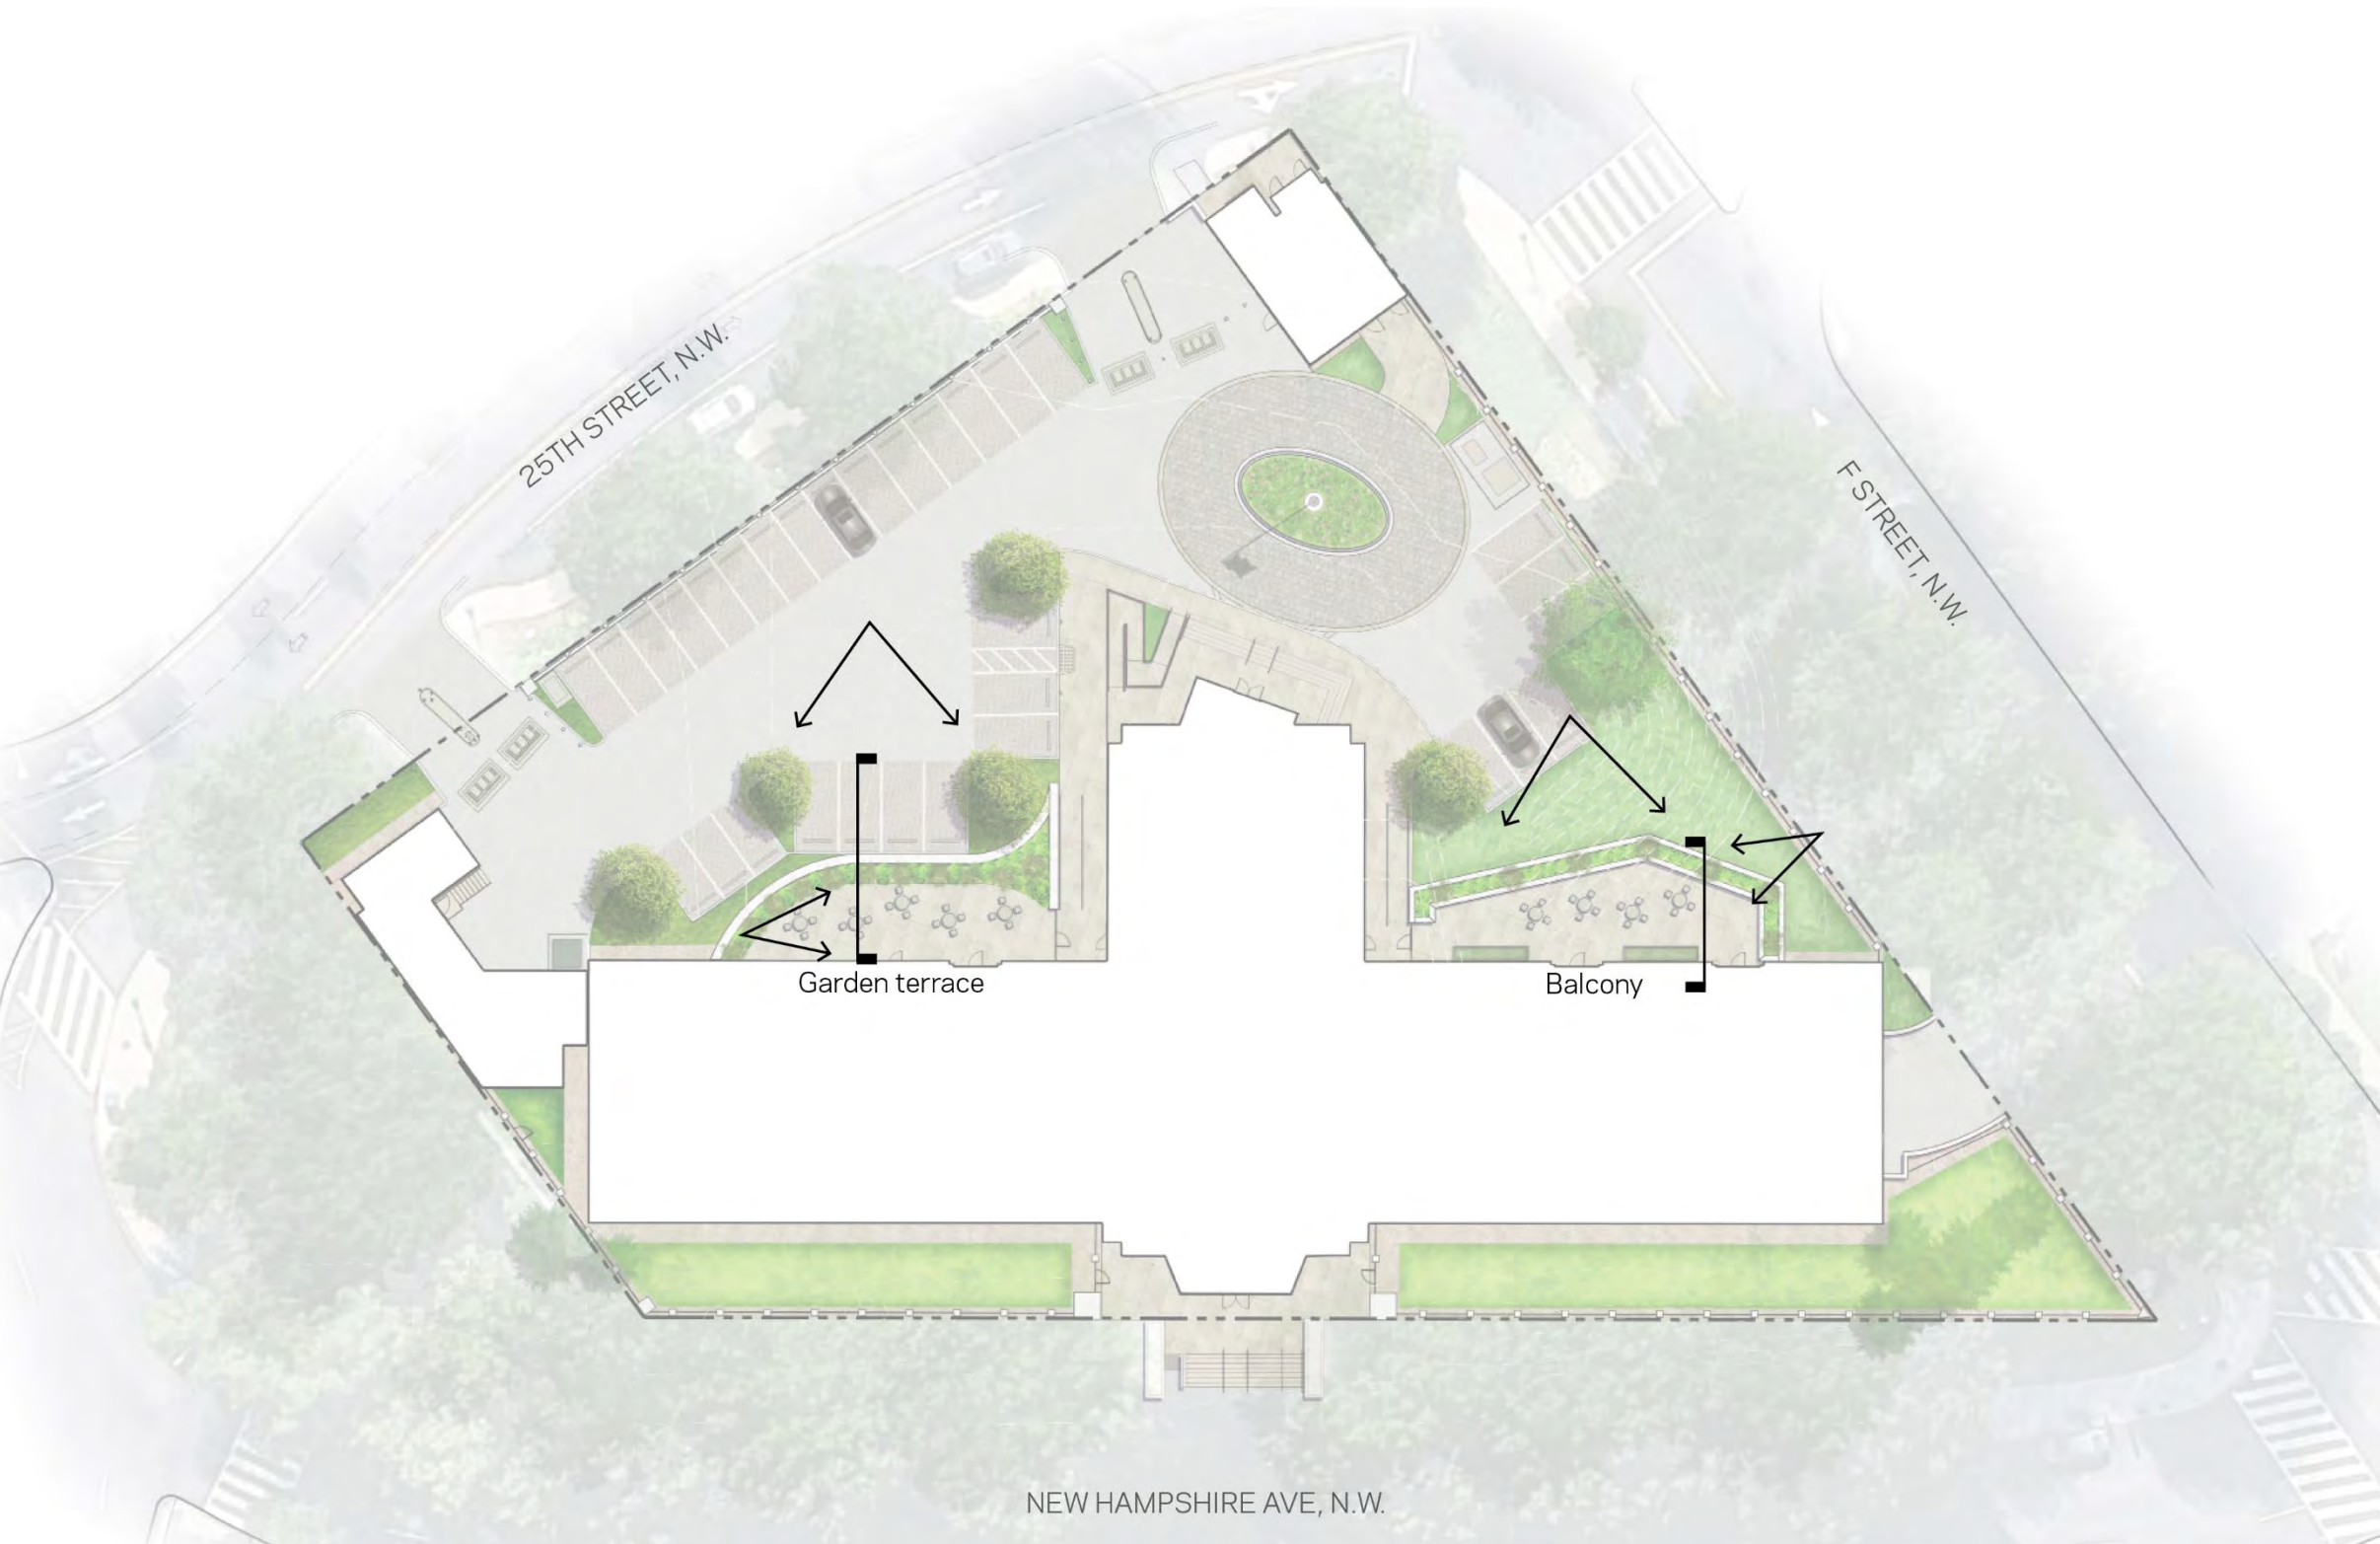 25TH STREET, N.W.
F STREET, N.W.
Garden terrace
Balcony
NEW HAMPSHIRE AVE, N.W.